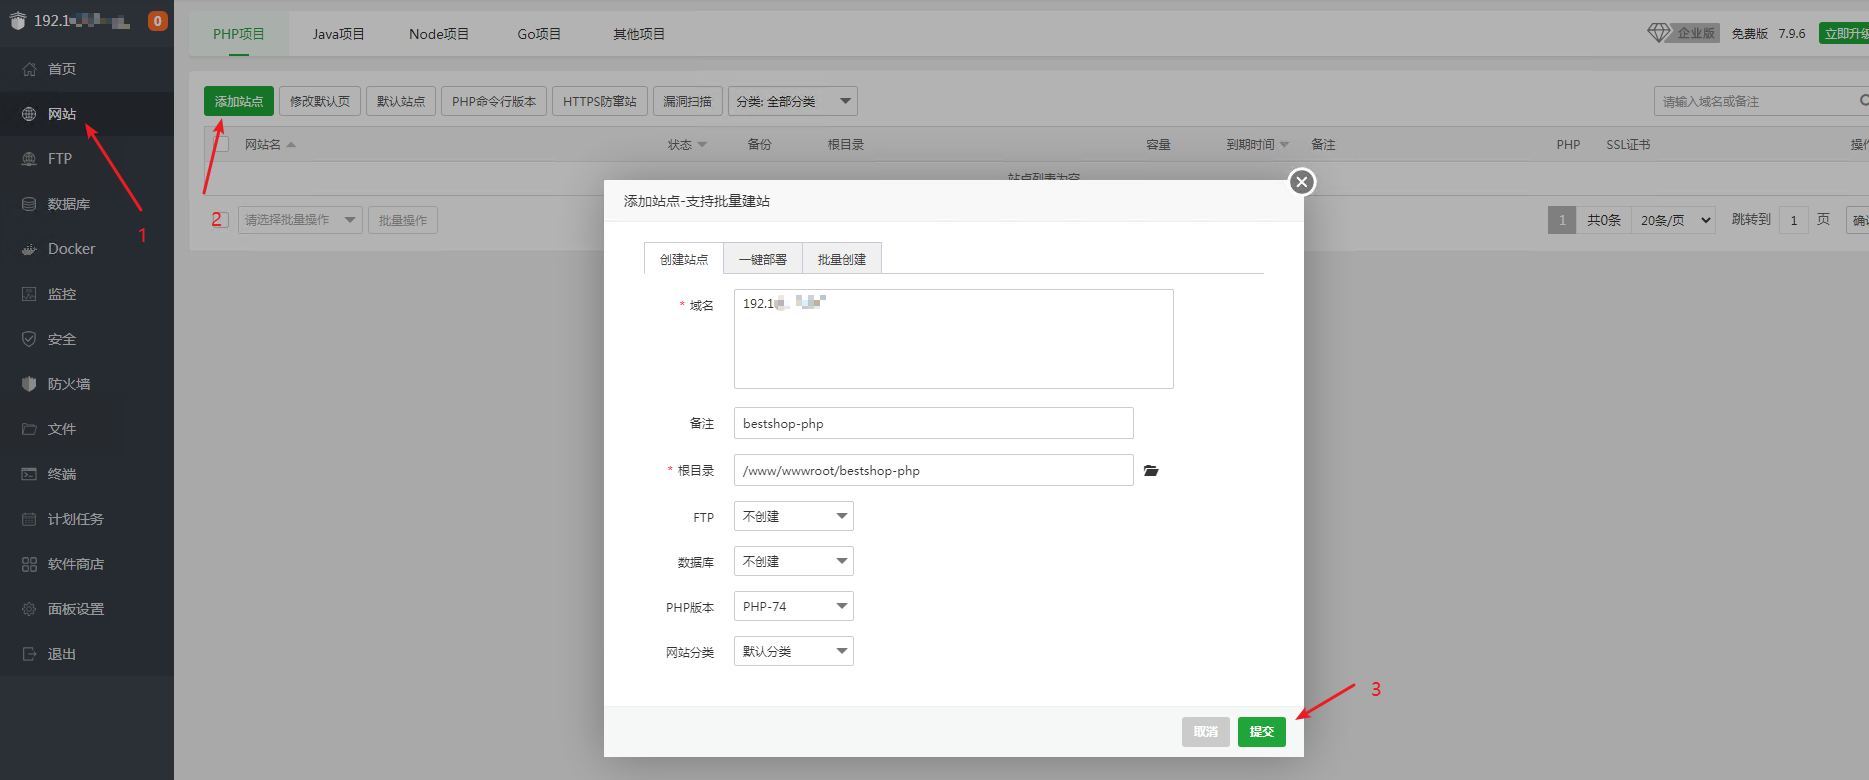 192.1
0
首页
网站
FTP
数据库
Docker
监控
安全
防火墙
文件
终端
计划任务
软件商店
面板设置
退出
1
PHP项目 Java项目 Node项目 Go项目 其他项目
企业版 免费版 7.9.6 立即升级
添加站点 修改默认页 默认站点 PHP命令行版本 HTTPS防窜站 漏洞扫描 分类: 全部分类 请输入域名或备注
网站名 状态 备份 根目录 容量 到期时间 备注 PHP SSL证书 操作
站点列表为空
2 请选择批量操作 批量操作 1 共0条 20条/页 跳转到 1 页
添加站点-支持批量建站
创建站点 一键部署 批量创建
* 域名 192.1
备注 bestshop-php
* 根目录 /www/wwwroot/bestshop-php
FTP 不创建
数据库 不创建
PHP版本 PHP-74
网站分类 默认分类
3
取消 提交